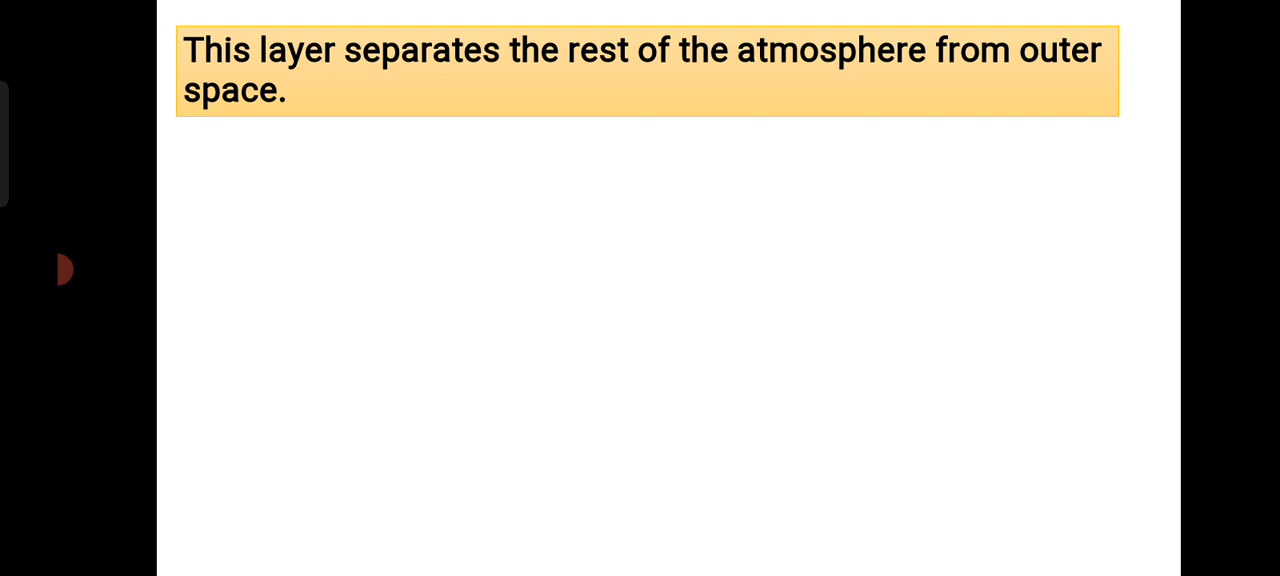 This layer separates the rest of the atmosphere from outer
space.